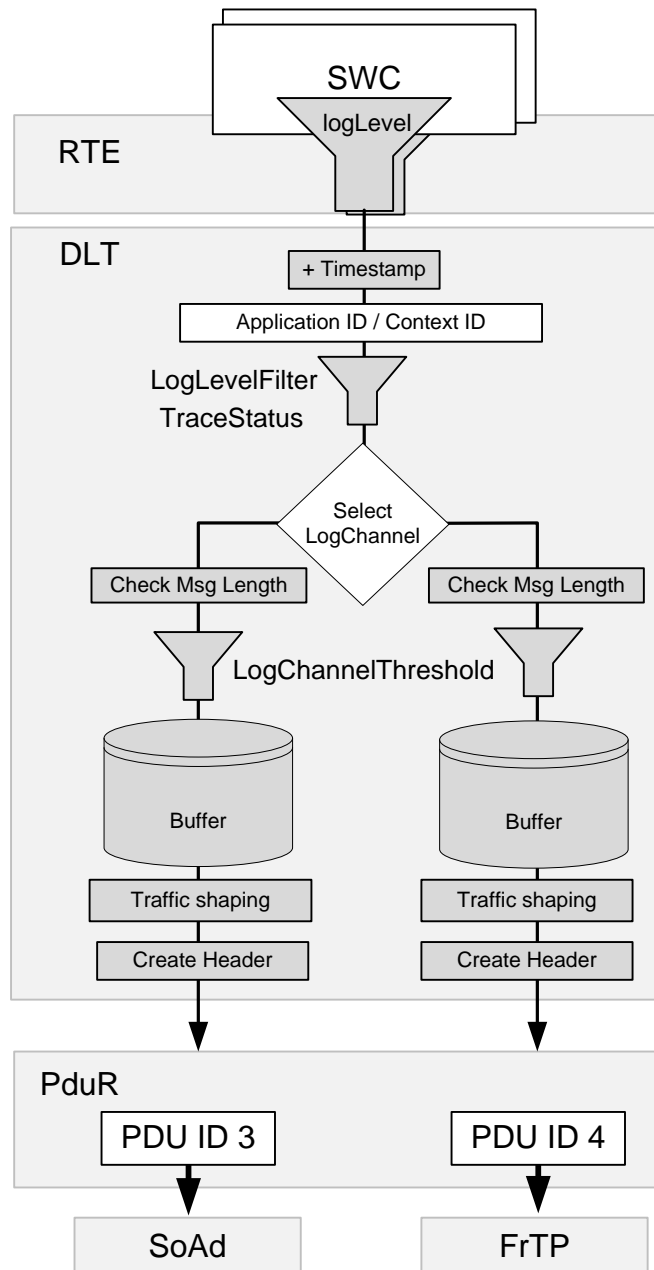 SWC
logLevel
RTE
DLT
+ Timestamp
Application ID / Context ID
LogLevelFilter
TraceStatus
Select
LogChannel
Check Msg Length
Check Msg Length
LogChannelThreshold
Buffer
Buffer
Traffic shaping
Traffic shaping
Create Header
Create Header
PduR
PDU ID 3
PDU ID 4
SoAd
FrTP